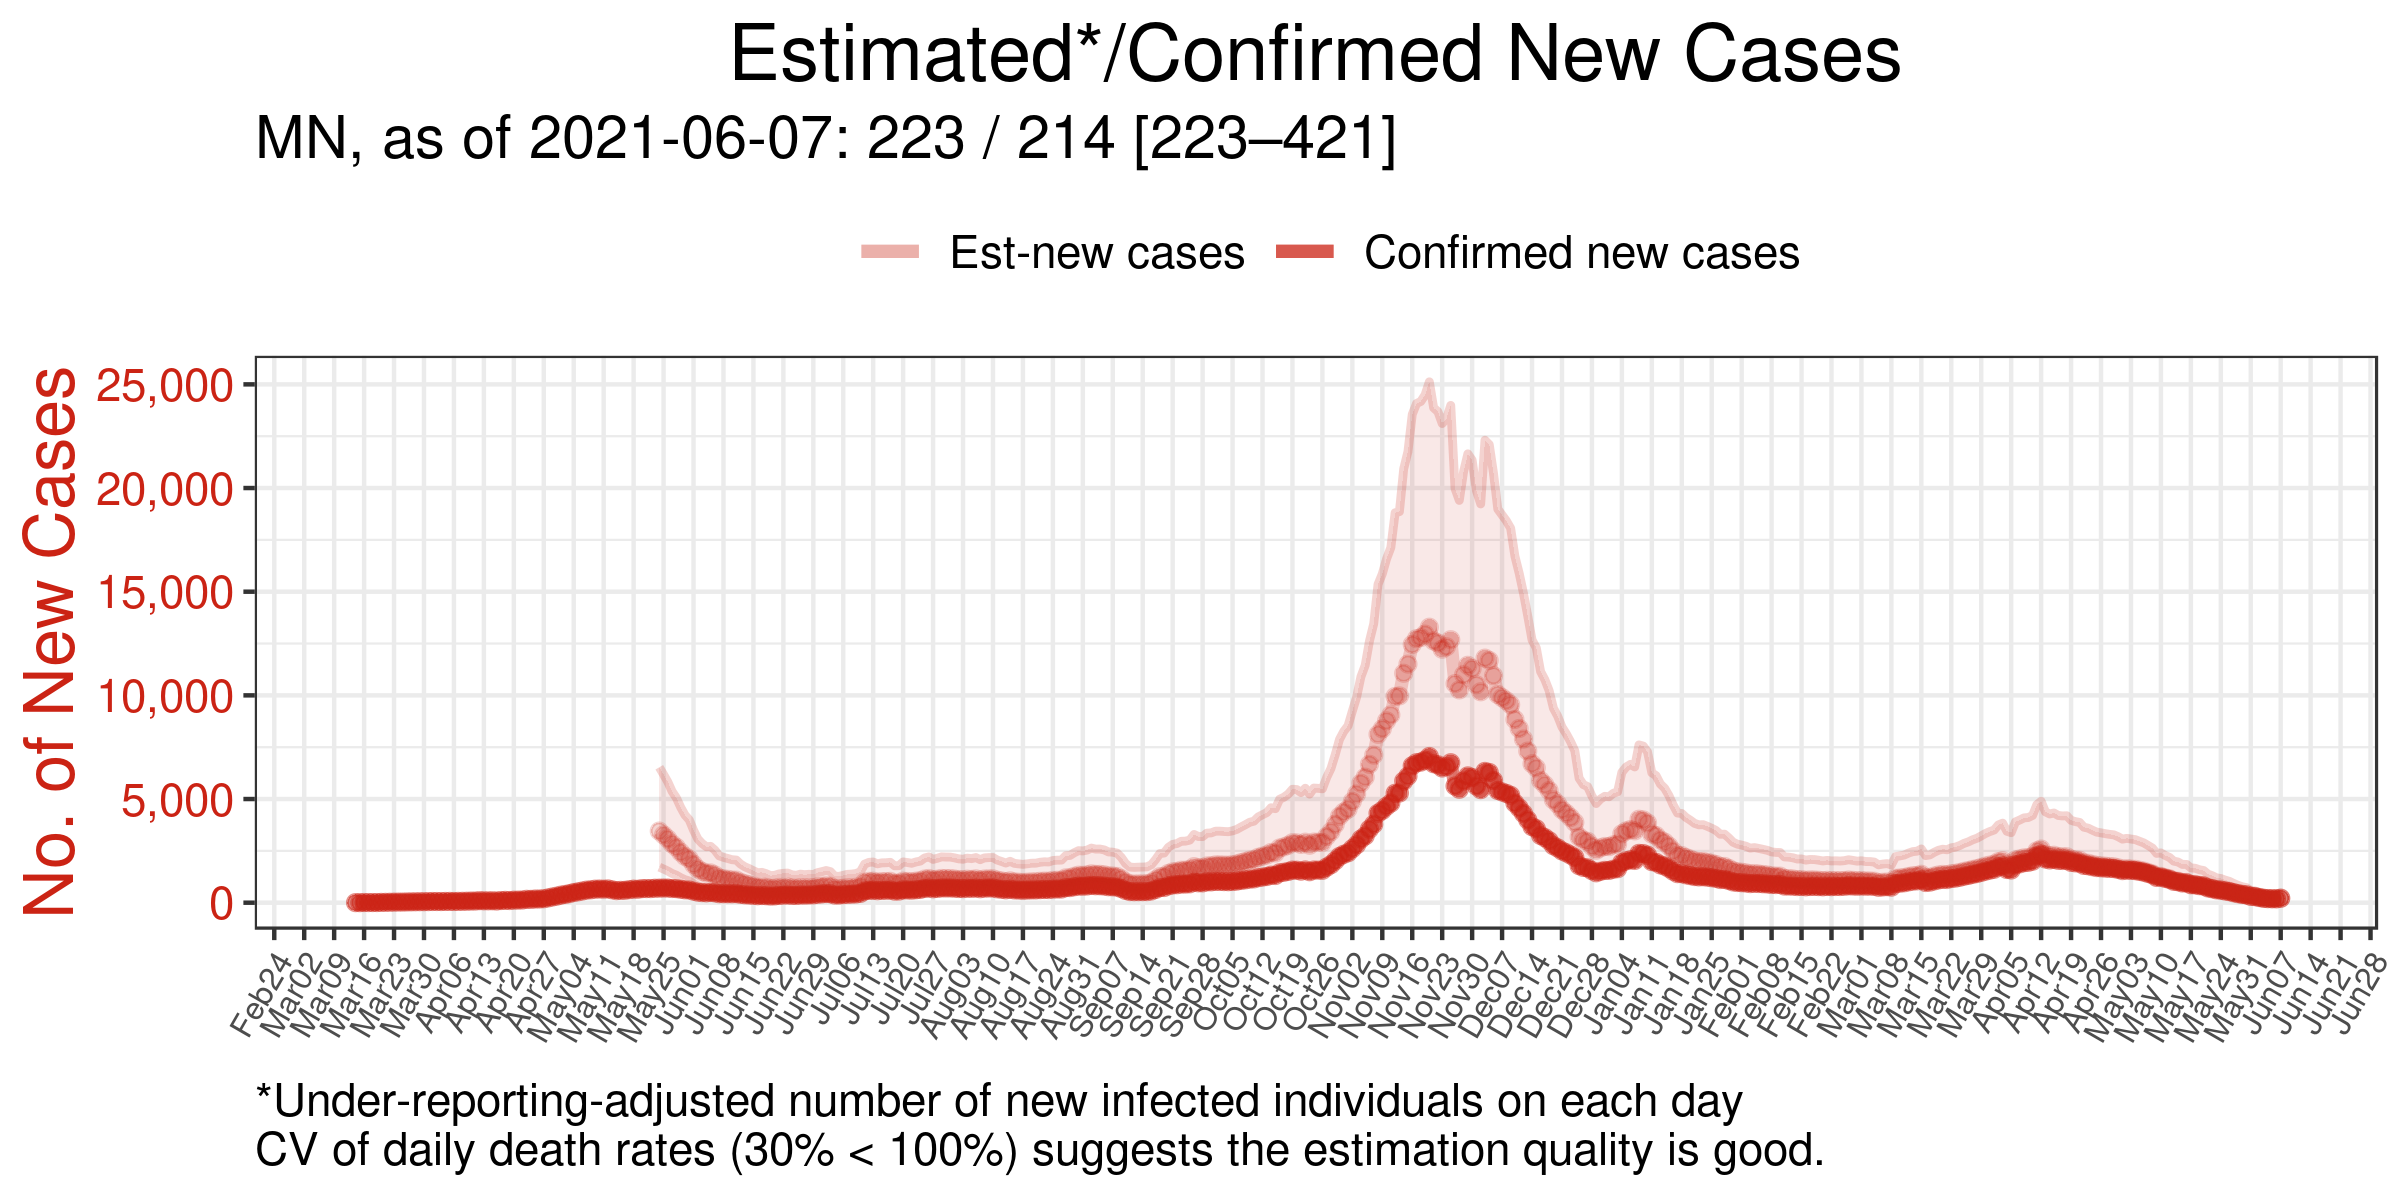 Estimated*/Confirmed New Cases
MN, as of 2021-06-07: 223 / 214 [223–421]
Est-new cases
Confirmed new cases
No. of New Cases
25,000
20,000
15,000
10,000
5,000
0
Feb24
Mar02
Mar09
Mar16
Mar23
Mar30
Apr06
Apr13
Apr20
Apr27
May04
May11
May18
May25
Jun01
Jun08
Jun15
Jun22
Jun29
Jul06
Jul13
Jul20
Jul27
Aug03
Aug10
Aug17
Aug24
Aug31
Sep07
Sep14
Sep21
Sep28
Oct05
Oct12
Oct19
Oct26
Nov02
Nov09
Nov16
Nov23
Nov30
Dec07
Dec14
Dec21
Dec28
Jan04
Jan11
Jan18
Jan25
Feb01
Feb08
Feb15
Feb22
Mar01
Mar08
Mar15
Mar22
Mar29
Apr05
Apr12
Apr19
Apr26
May03
May10
May17
May24
May31
Jun07
Jun14
Jun21
Jun28
*Under-reporting-adjusted number of new infected individuals on each day
CV of daily death rates (30% < 100%) suggests the estimation quality is good.